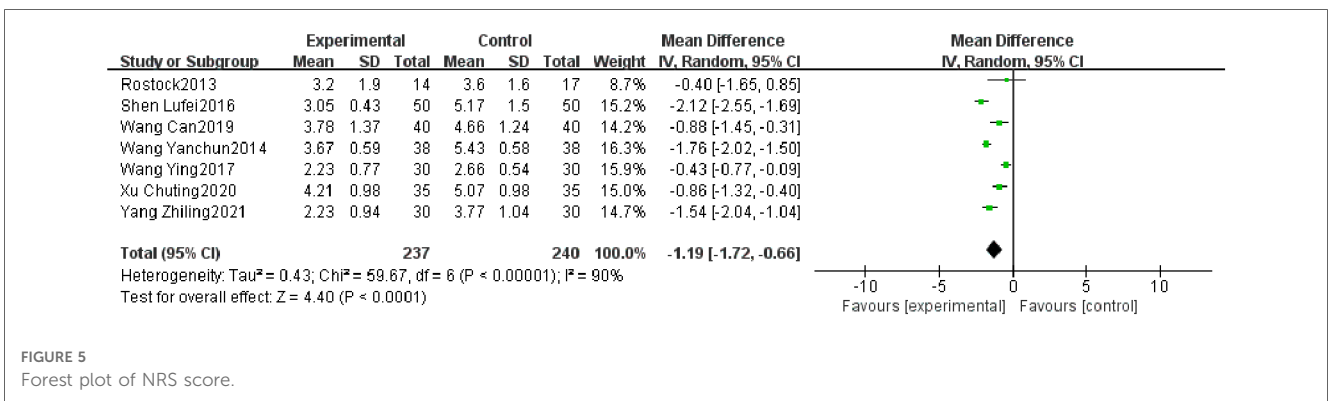 Experimental Control Mean Difference Mean Difference
Study or Subgroup Mean SD Total Mean SD Total Weight IV, Random, 95% CI IV, Random, 95% CI
Rostock2013 3.2 1.9 14 3.6 1.6 17 8.7% -0.40 [-1.65, 0.85]
Shen Lufei2016 3.05 0.43 50 5.17 1.5 50 15.2% -2.12 [-2.55, -1.69]
Wang Can2019 3.78 1.37 40 4.66 1.24 40 14.2% -0.88 [-1.45, -0.31]
Wang Yanchun2014 3.67 0.59 38 5.43 0.58 38 16.3% -1.76 [-2.02, -1.50]
Wang Ying2017 2.23 0.77 30 2.66 0.54 30 15.9% -0.43 [-0.77, -0.09]
Xu Chuting2020 4.21 0.98 35 5.07 0.98 35 15.0% -0.86 [-1.32, -0.40]
Yang Zhiling2021 2.23 0.94 30 3.77 1.04 30 14.7% -1.54 [-2.04, -1.04]
Total (95% CI) 237 240 100.0% -1.19 [-1.72, -0.66]
Heterogeneity: Tau² = 0.43; Chi² = 59.67, df = 6 (P < 0.00001); I² = 90%
Test for overall effect: Z = 4.40 (P < 0.0001)
-10 -5 0 5 10
Favours [experimental] Favours [control]
FIGURE 5
Forest plot of NRS score.